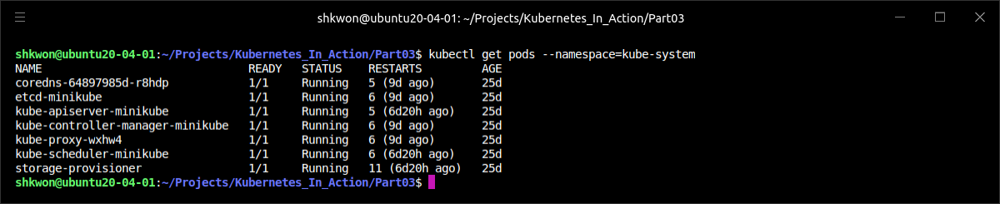 shkwon@ubuntu20-04-01: ~/Projects/Kubernetes_In_Action/Part03
shkwon@ubuntu20-04-01:~/Projects/Kubernetes_In_Action/Part03$ kubectl get pods --namespace=kube-system
NAME READY STATUS RESTARTS AGE
coredns-64897985d-r8hdp 1/1 Running 5 (9d ago) 25d
etcd-minikube 1/1 Running 6 (9d ago) 25d
kube-apiserver-minikube 1/1 Running 5 (6d20h ago) 25d
kube-controller-manager-minikube 1/1 Running 6 (9d ago) 25d
kube-proxy-wxhw4 1/1 Running 6 (9d ago) 25d
kube-scheduler-minikube 1/1 Running 6 (6d20h ago) 25d
storage-provisioner 1/1 Running 11 (6d20h ago) 25d
shkwon@ubuntu20-04-01:~/Projects/Kubernetes_In_Action/Part03$